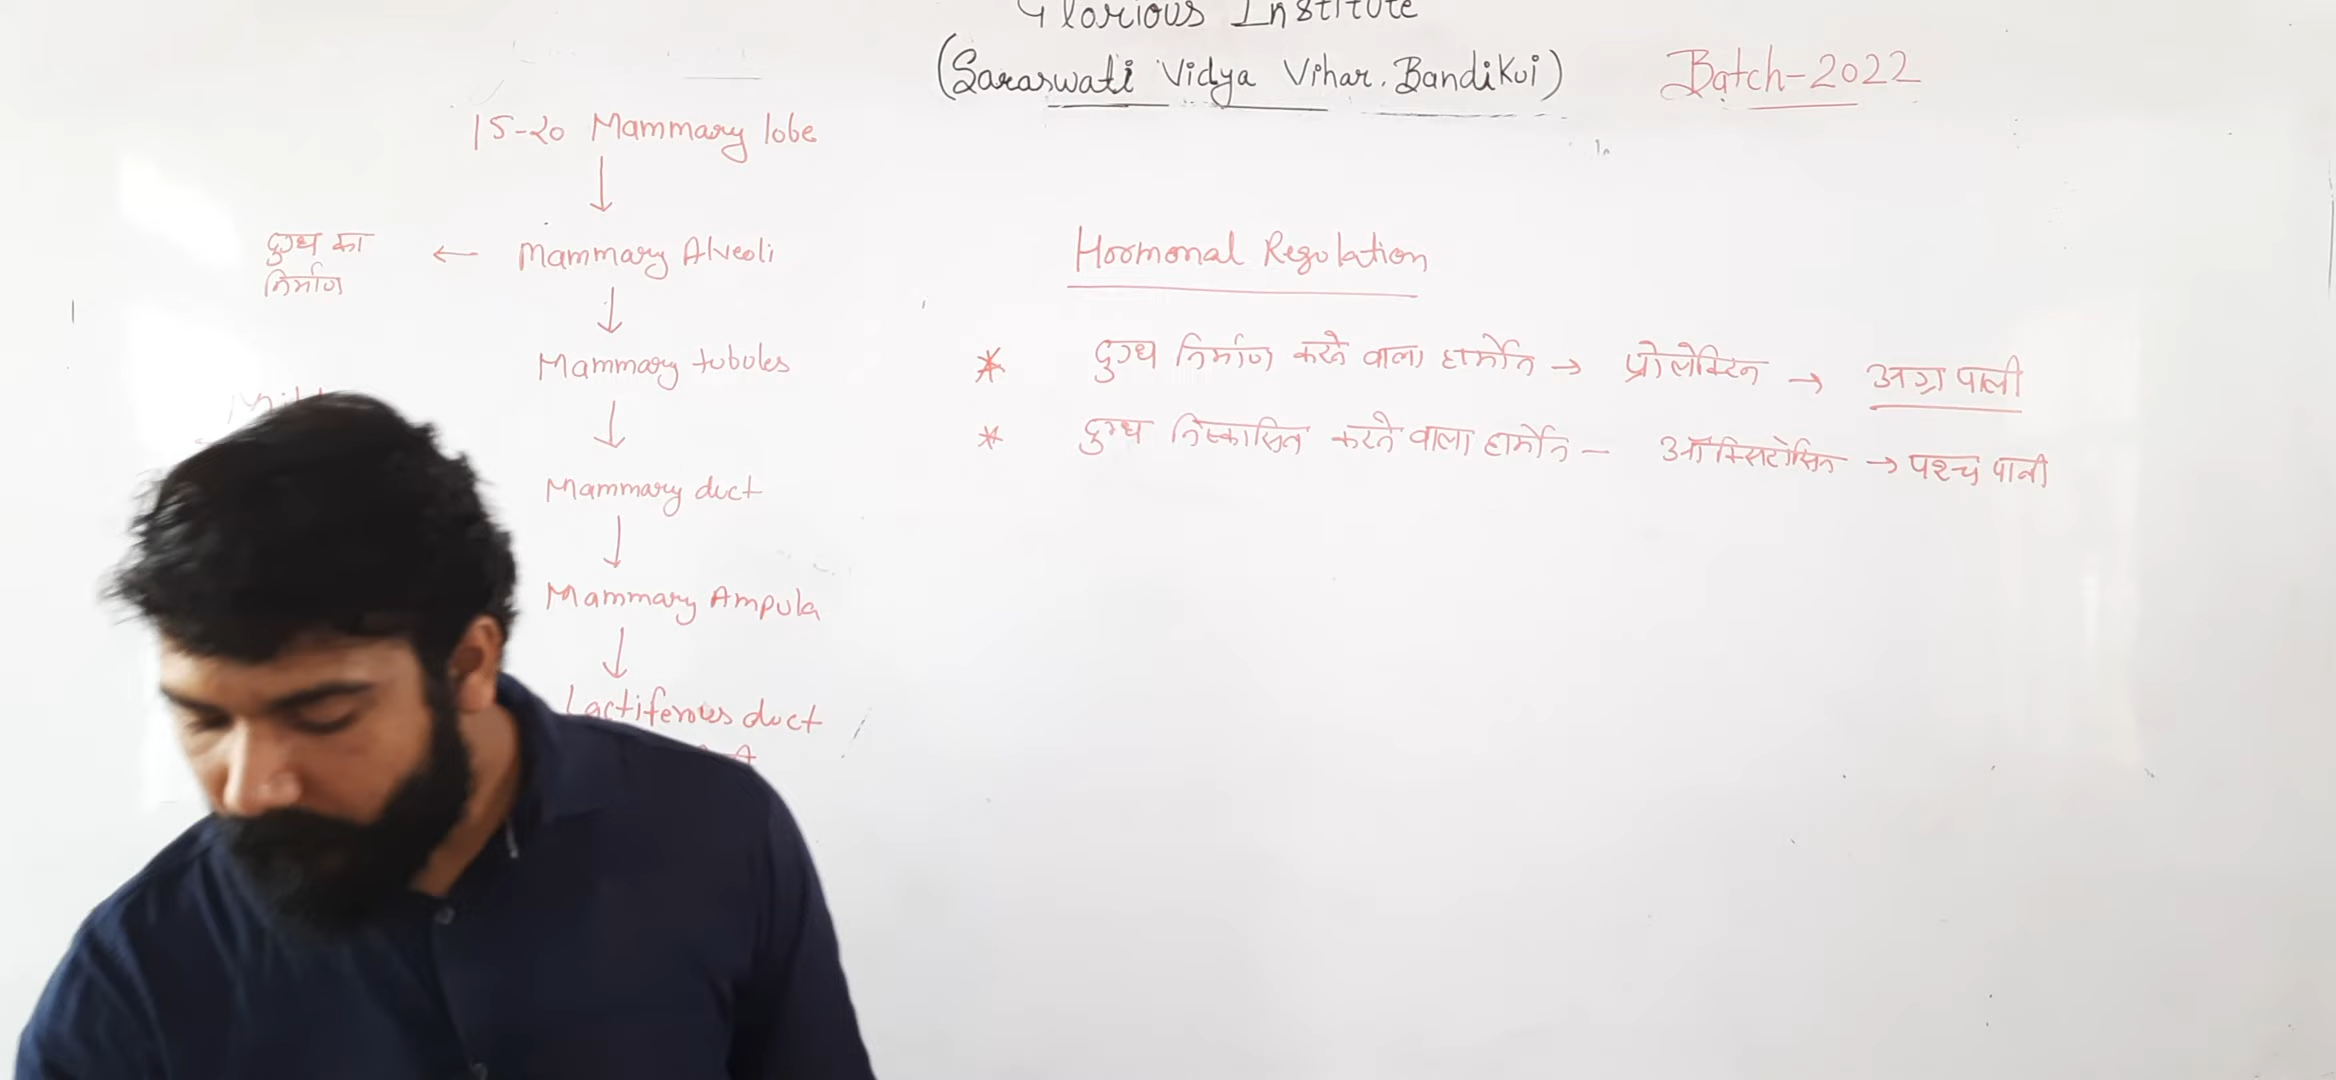 Glorious Institute
(Saraswati Vidya Vihar, Bandikui) Batch-2022
15-20 Mammary lobe
↓
दुग्ध का ← Mammary Alveoli
निर्माण
↓
Mammary tubules
↓
Mammary duct
↓
Mammary Ampula
↓
Lactiferous duct
Hormonal Regulation
* दुग्ध निर्माण करने वाला हार्मोन → प्रोलेक्टिन → अग्र पाली
* दुग्ध निष्कासित करने वाला हार्मोन - ऑक्सिटोसिन → पश्च पाली